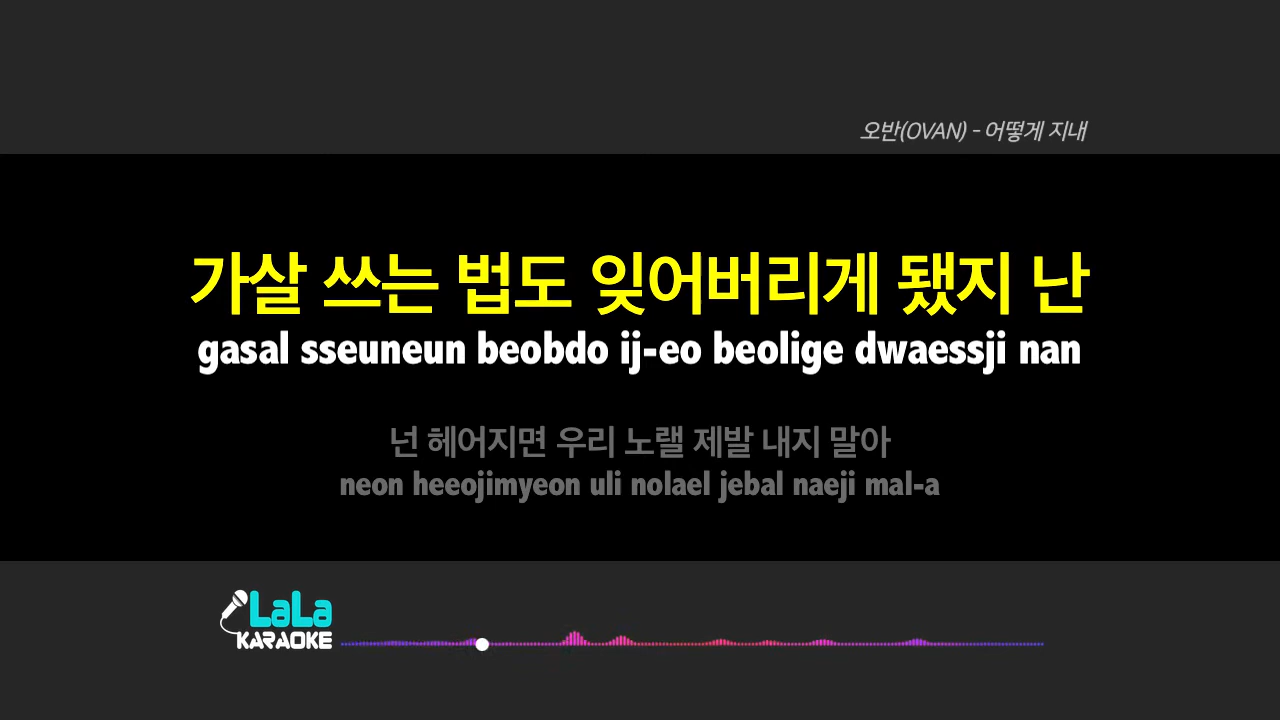 오반(OVAN) - 어떻게 지내
가살 쓰는 법도 잊어버리게 됐지 난
gasal sseuneun beobdo ij-eo beolige dwaessji nan
넌 헤어지면 우리 노랠 제발 내지 말아
neon heeojimyeon uli nolael jebal naeji mal-a
LaLa
KARAOKE